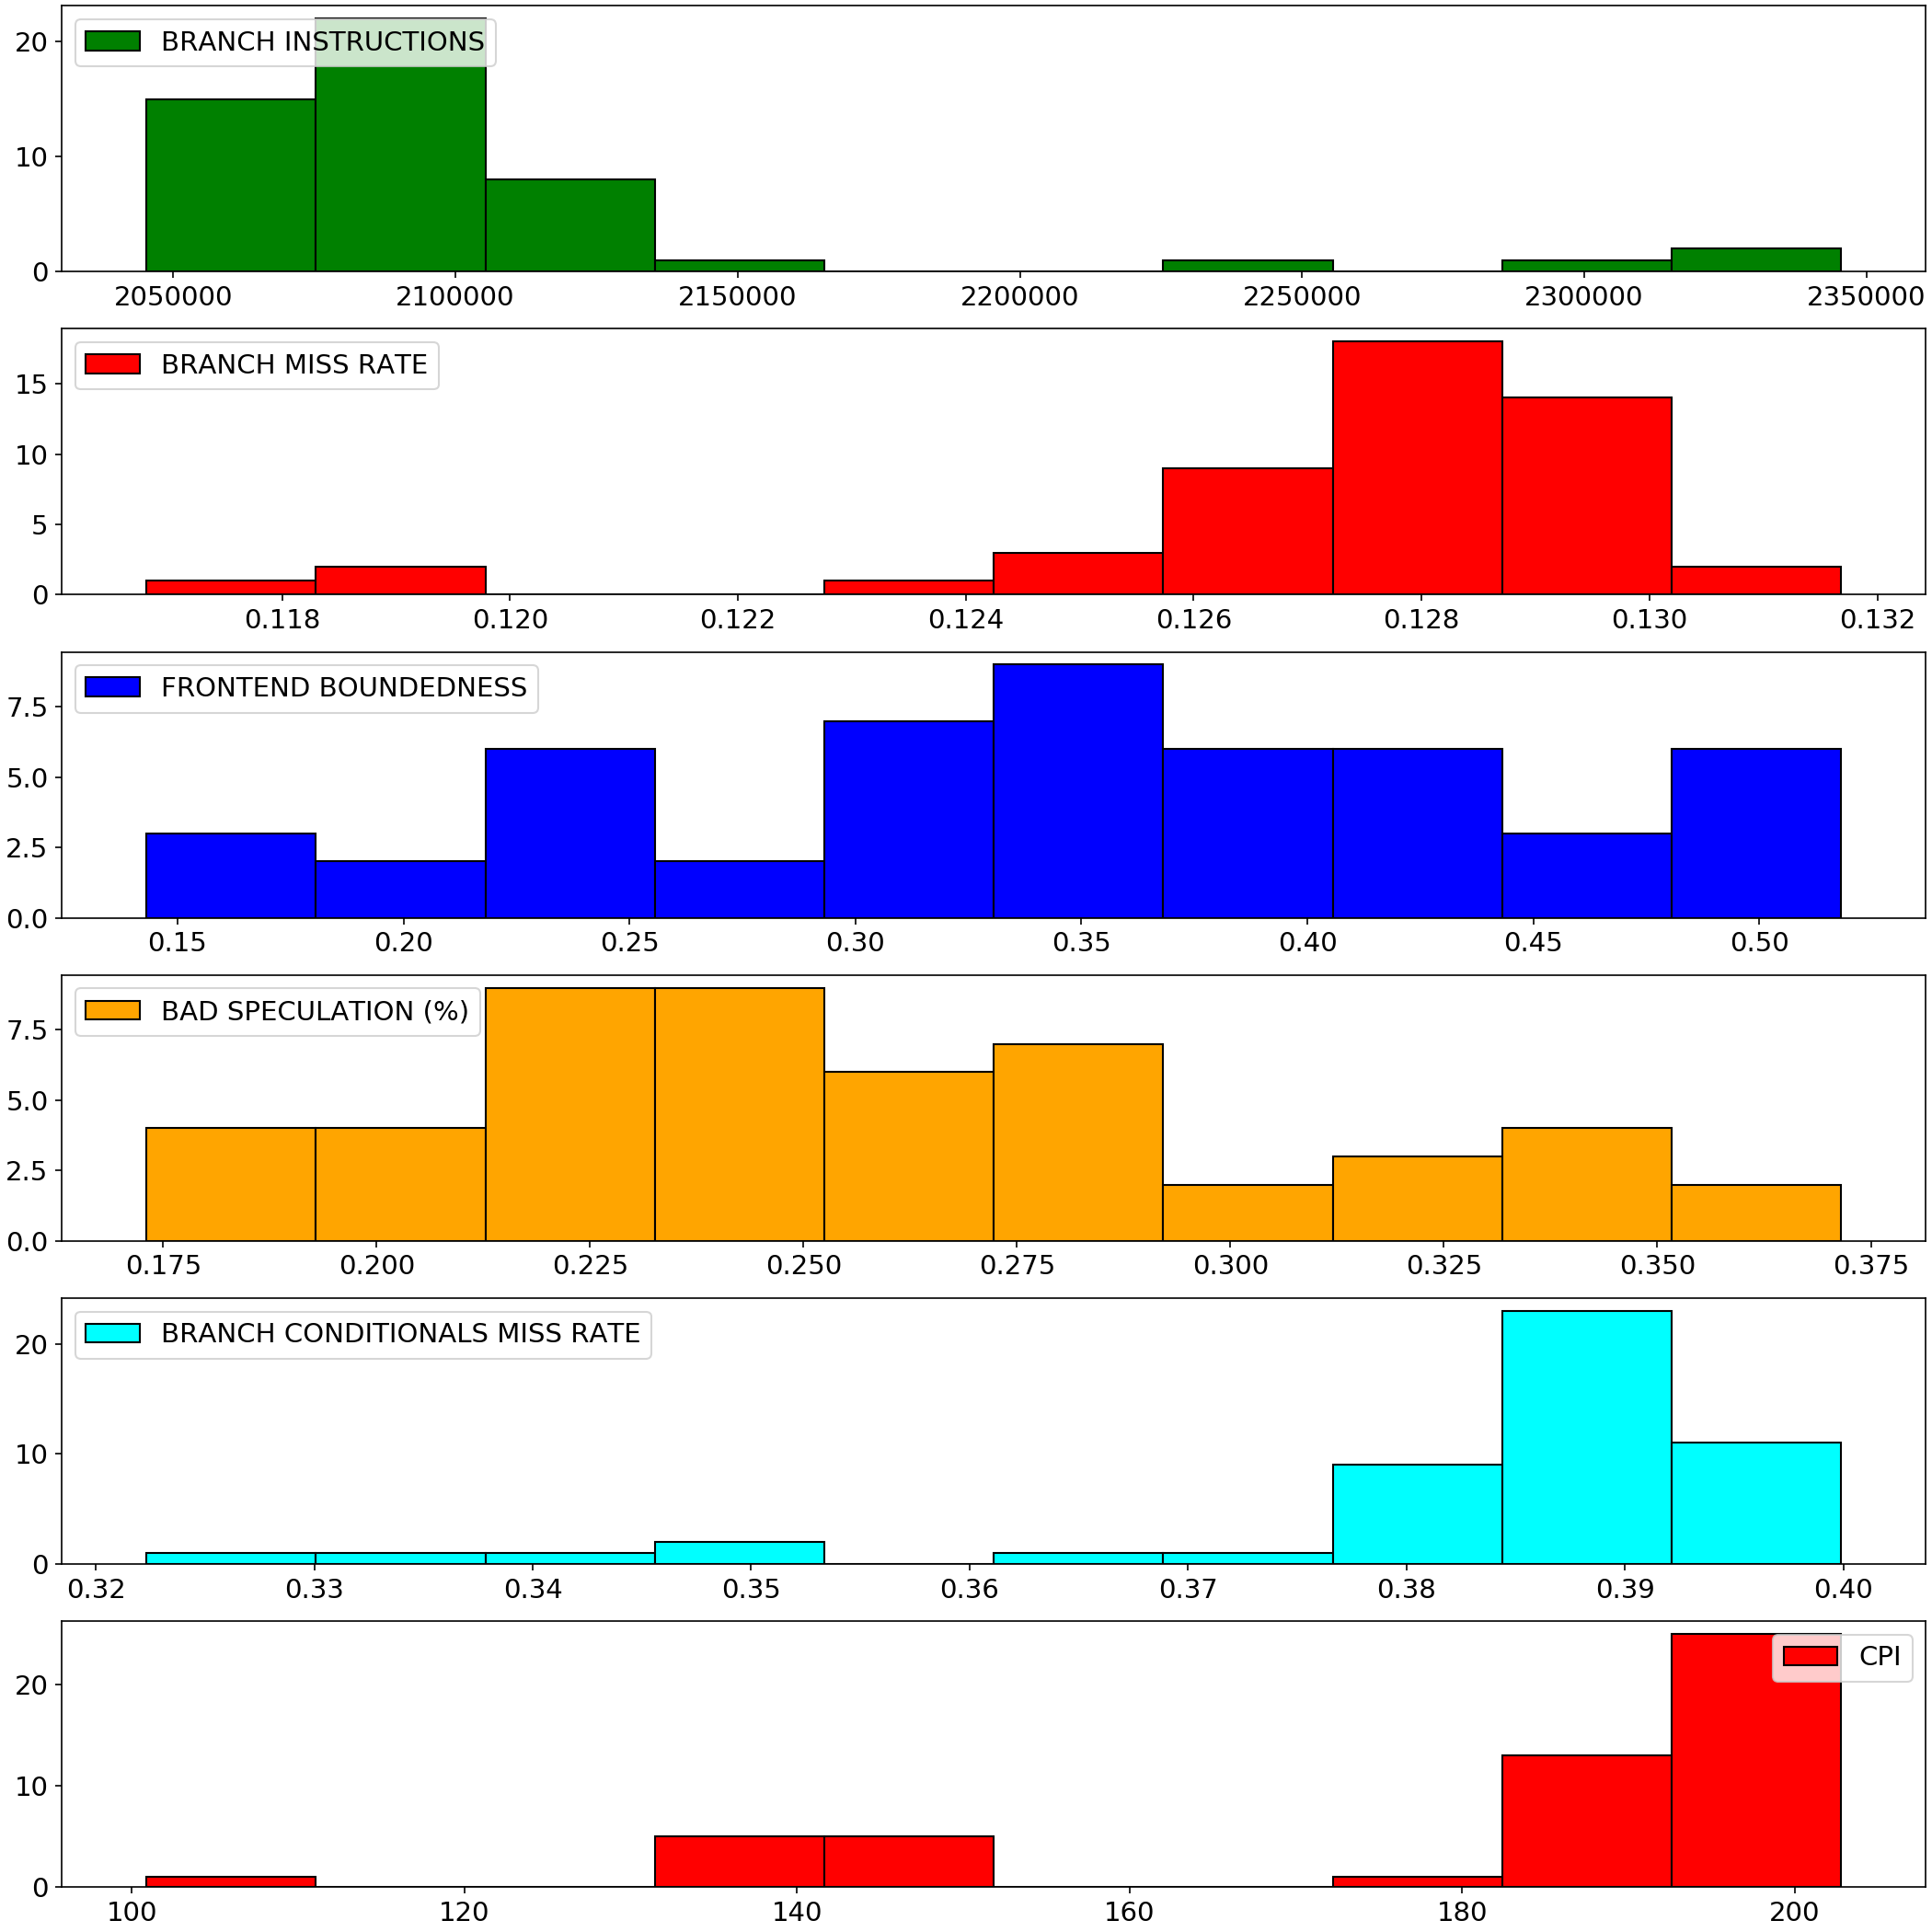 BRANCH INSTRUCTIONS
20
10
0
2050000 2100000 2150000 2200000 2250000 2300000 2350000
BRANCH MISS RATE
15
10
5
0
0.118 0.120 0.122 0.124 0.126 0.128 0.130 0.132
FRONTEND BOUNDEDNESS
7.5
5.0
2.5
0.0
0.15 0.20 0.25 0.30 0.35 0.40 0.45 0.50
BAD SPECULATION (%)
7.5
5.0
2.5
0.0
0.175 0.200 0.225 0.250 0.275 0.300 0.325 0.350 0.375
BRANCH CONDITIONALS MISS RATE
20
10
0
0.32 0.33 0.34 0.35 0.36 0.37 0.38 0.39 0.40
CPI
20
10
0
100 120 140 160 180 200